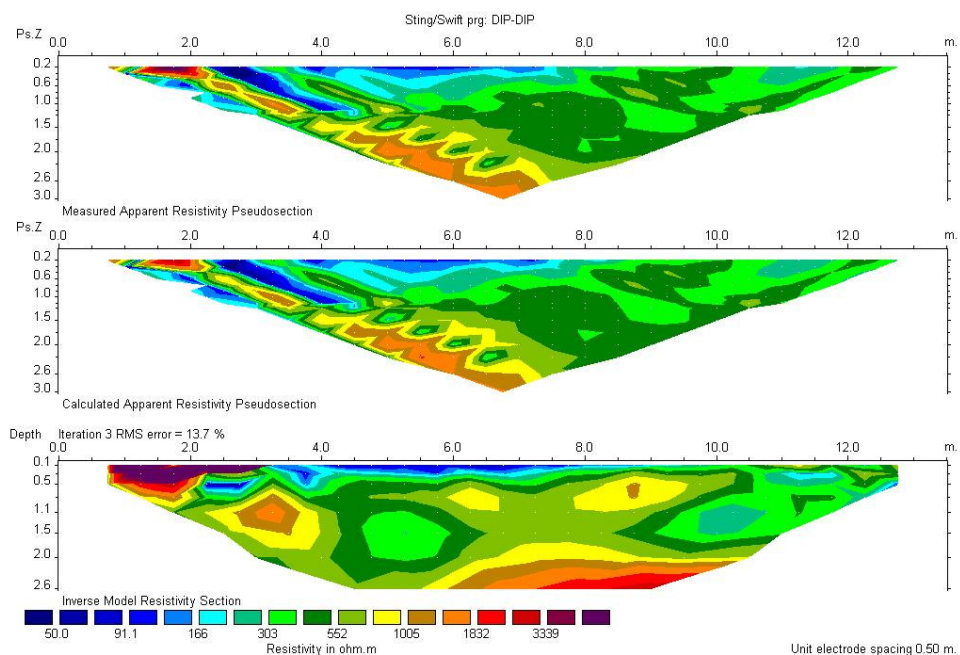 Sting/Swift prg: DIP-DIP
Ps.Z
0.0 2.0 4.0 6.0 8.0 10.0 12.0 m.
0.2
0.6
1.0
1.5
2.0
2.6
3.0
Measured Apparent Resistivity Pseudosection
Ps.Z
0.0 2.0 4.0 6.0 8.0 10.0 12.0 m.
0.2
0.6
1.0
1.5
2.0
2.6
3.0
Calculated Apparent Resistivity Pseudosection
Depth Iteration 3 RMS error = 13.7 %
0.0 2.0 4.0 6.0 8.0 10.0 12.0 m.
0.1
0.5
1.1
1.5
2.0
2.6
Inverse Model Resistivity Section
50.0 91.1 166 303 552 1005 1832 3339
Resistivity in ohm.m
Unit electrode spacing 0.50 m.